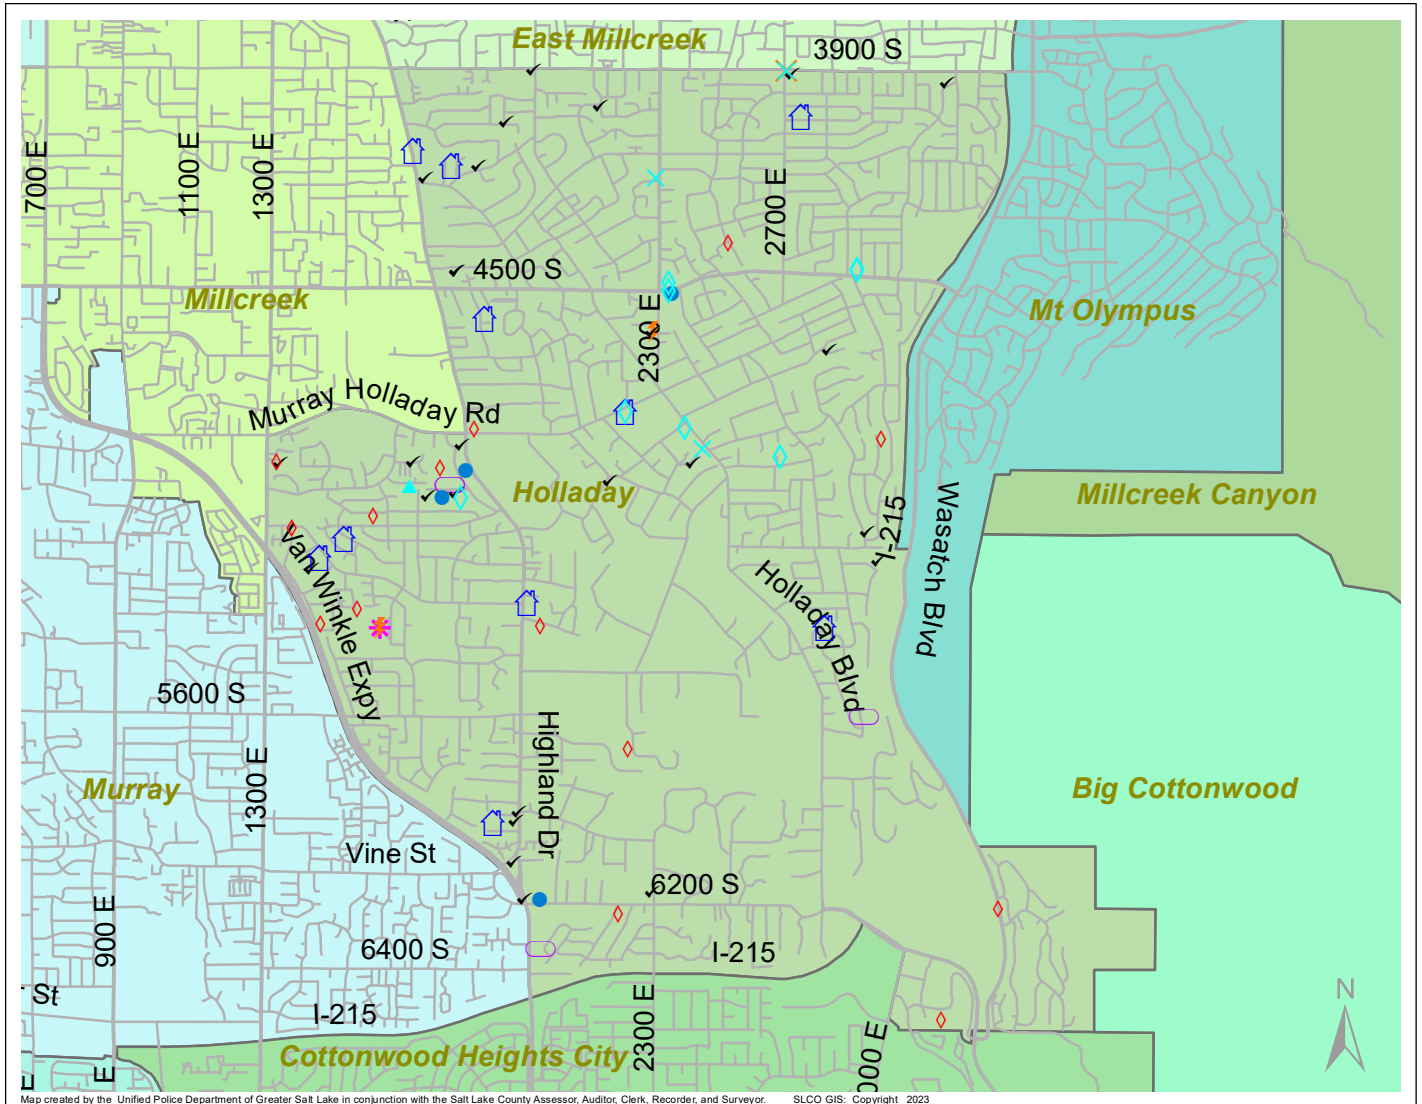 East Millcreek
3900 S
700 E
1100 E
1300 E
2700 E
4500 S
Millcreek
Mt Olympus
2300 E
Murray Holladay Rd
Holladay
Millcreek Canyon
I-215
Wasatch Blvd
Van Winkle Expy
Holladay Blvd
5600 S
Highland Dr
Murray
1300 E
Big Cottonwood
Vine St
6200 S
900 E
6400 S
I-215
St
I-215
2300 E
Cottonwood Heights City
000 E
E
E
N
Map created by the Unified Police Department of Greater Salt Lake in conjunction with the Salt Lake County Assessor, Auditor, Clerk, Recorder, and Surveyor. SLCO GIS: Copyright 2023